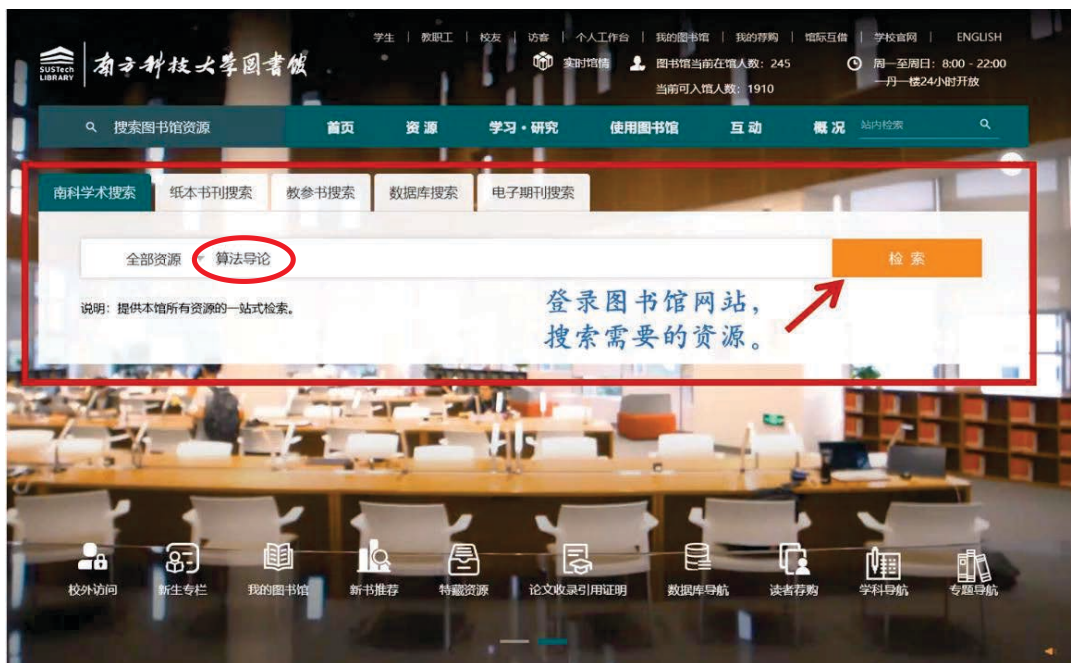 学生 | 教职工 | 校友 | 访客 | 个人工作台 | 我的图书馆 | 我的荐购 | 馆际互借 | 学校官网 | ENGLISH
SUSTech
LIBRARY
南方科技大学图书馆
实时馆情
图书馆当前在馆人数：245
当前可入馆人数：1910
周一至周日：8:00 - 22:00
一丹一楼24小时开放
搜索图书馆资源 首页 资源 学习·研究 使用图书馆 互动 概况 站内检索
南科学术搜索 纸本书刊搜索 教参书搜索 数据库搜索 电子期刊搜索
全部资源 算法导论 检索
说明：提供本馆所有资源的一站式检索。
登录图书馆网站，
搜索需要的资源。
校外访问 新生专栏 我的图书馆 新书推荐 特藏资源 论文收录引用证明 数据库导航 读者荐购 学科导航 专题导航